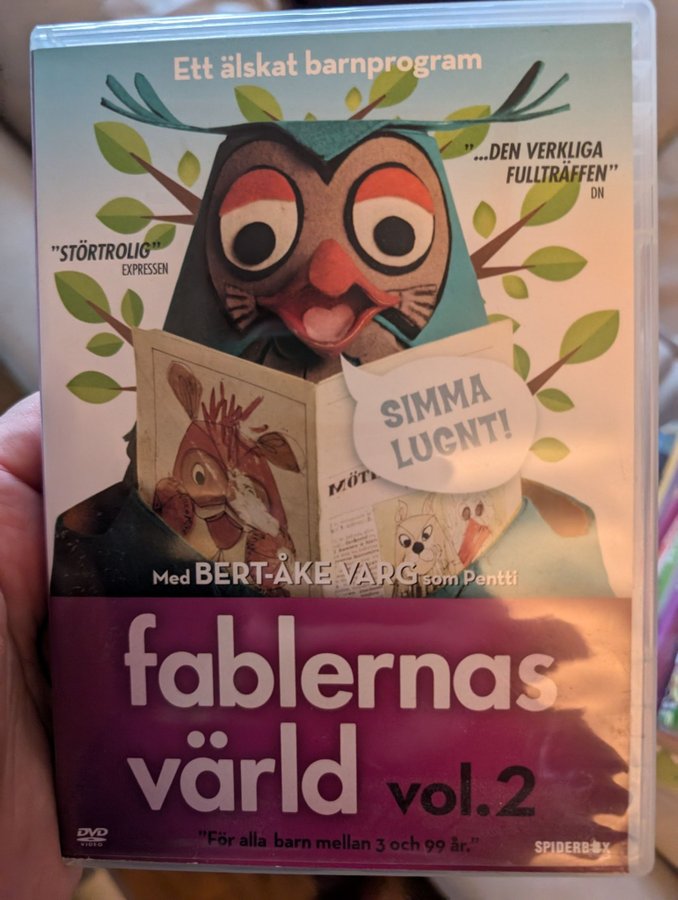 Ett älskat barnprogram
"...DEN VERKLIGA
FULLTRÄFFEN"
DN
"STÖRTROLIG"
EXPRESSEN
SIMMA
LUGNT!
Med BERT-ÅKE VARG som Pentti
fablernas
värld vol.2
DVD
VIDEO
"För alla barn mellan 3 och 99 år."
SPIDERBOX